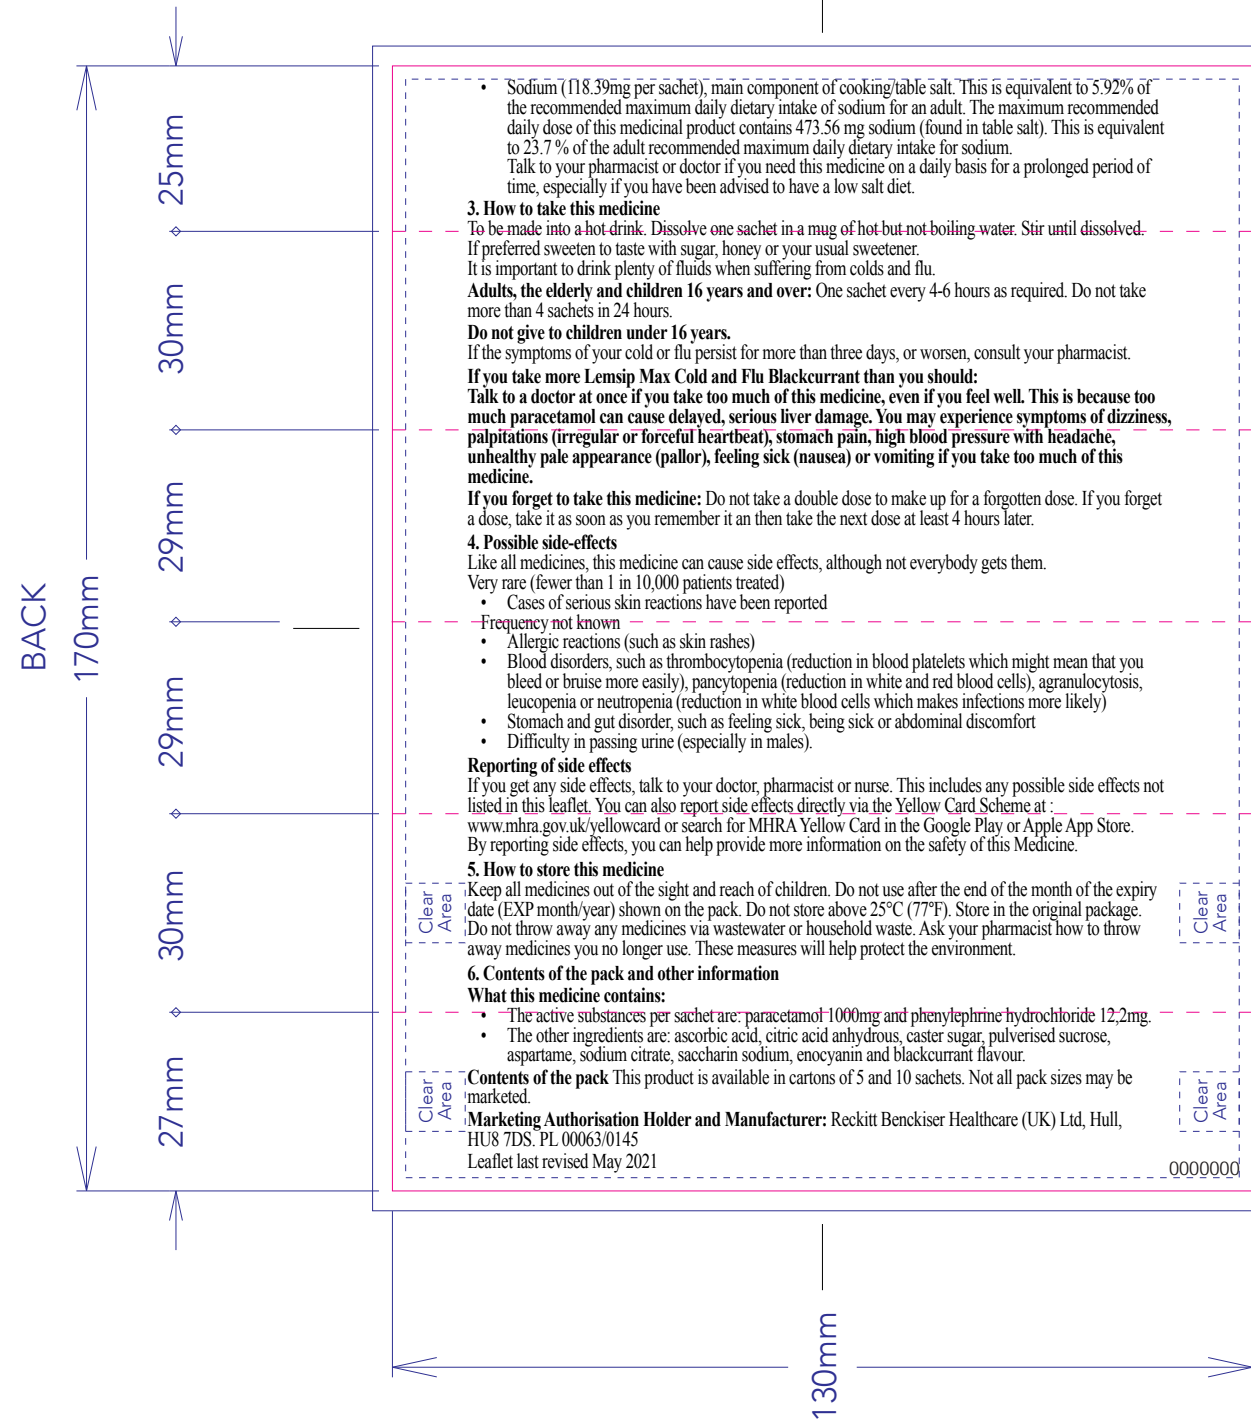 BACK
170mm
25mm
30mm
29mm
29mm
30mm
27mm
• Sodium (118.39mg per sachet), main component of cooking/table salt. This is equivalent to 5.92% of
the recommended maximum daily dietary intake of sodium for an adult. The maximum recommended
daily dose of this medicinal product contains 473.56 mg sodium (found in table salt). This is equivalent
to 23.7 % of the adult recommended maximum daily dietary intake for sodium.
Talk to your pharmacist or doctor if you need this medicine on a daily basis for a prolonged period of
time, especially if you have been advised to have a low salt diet.
3. How to take this medicine
To be made into a hot drink. Dissolve one sachet in a mug of hot but not boiling water. Stir until dissolved.
If preferred sweeten to taste with sugar, honey or your usual sweetener.
It is important to drink plenty of fluids when suffering from colds and flu.
Adults, the elderly and children 16 years and over: One sachet every 4-6 hours as required. Do not take
more than 4 sachets in 24 hours.
Do not give to children under 16 years.
If the symptoms of your cold or flu persist for more than three days, or worsen, consult your pharmacist.
If you take more Lemsip Max Cold and Flu Blackcurrant than you should:
Talk to a doctor at once if you take too much of this medicine, even if you feel well. This is because too
much paracetamol can cause delayed, serious liver damage. You may experience symptoms of dizziness,
palpitations (irregular or forceful heartbeat), stomach pain, high blood pressure with headache,
unhealthy pale appearance (pallor), feeling sick (nausea) or vomiting if you take too much of this
medicine.
If you forget to take this medicine: Do not take a double dose to make up for a forgotten dose. If you forget
a dose, take it as soon as you remember it an then take the next dose at least 4 hours later.
4. Possible side-effects
Like all medicines, this medicine can cause side effects, although not everybody gets them.
Very rare (fewer than 1 in 10,000 patients treated)
• Cases of serious skin reactions have been reported
Frequency not known
• Allergic reactions (such as skin rashes)
• Blood disorders, such as thrombocytopenia (reduction in blood platelets which might mean that you
bleed or bruise more easily), pancytopenia (reduction in white and red blood cells), agranulocytosis,
leucopenia or neutropenia (reduction in white blood cells which makes infections more likely)
• Stomach and gut disorder, such as feeling sick, being sick or abdominal discomfort
• Difficulty in passing urine (especially in males).
Reporting of side effects
If you get any side effects, talk to your doctor, pharmacist or nurse. This includes any possible side effects not
listed in this leaflet. You can also report side effects directly via the Yellow Card Scheme at :
www.mhra.gov.uk/yellowcard or search for MHRA Yellow Card in the Google Play or Apple App Store.
By reporting side effects, you can help provide more information on the safety of this Medicine.
5. How to store this medicine
Keep all medicines out of the sight and reach of children. Do not use after the end of the month of the expiry
date (EXP month/year) shown on the pack. Do not store above 25°C (77°F). Store in the original package.
Do not throw away any medicines via wastewater or household waste. Ask your pharmacist how to throw
away medicines you no longer use. These measures will help protect the environment.
Clear
Area
Clear
Area
6. Contents of the pack and other information
What this medicine contains:
• The active substances per sachet are: paracetamol 1000mg and phenylephrine hydrochloride 12,2mg.
• The other ingredients are: ascorbic acid, citric acid anhydrous, caster sugar, pulverised sucrose,
aspartame, sodium citrate, saccharin sodium, enocyanin and blackcurrant flavour.
Contents of the pack This product is available in cartons of 5 and 10 sachets. Not all pack sizes may be
marketed.
Marketing Authorisation Holder and Manufacturer: Reckitt Benckiser Healthcare (UK) Ltd, Hull,
HU8 7DS. PL 00063/0145
Leaflet last revised May 2021
Clear
Area
Clear
Area
0000000
130mm